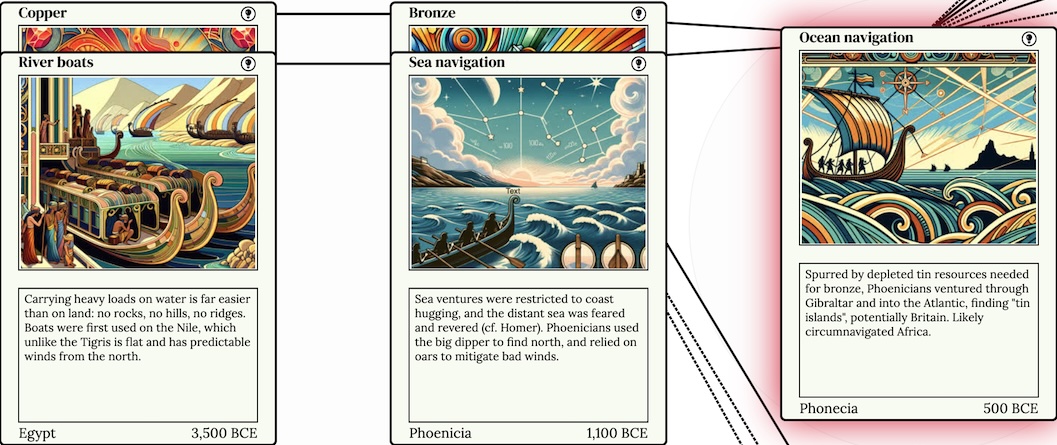 Copper
River boats
Carrying heavy loads on water is far easier
than on land: no rocks, no hills, no ridges.
Boats were first used on the Nile, which
unlike the Tigris is flat and has predictable
winds from the north.
Egypt
3,500 BCE
Bronze
Sea navigation
Text
Sea ventures were restricted to coast
hugging, and the distant sea was feared
and revered (cf. Homer). Phoenicians used
the big dipper to find north, and relied on
oars to mitigate bad winds.
Phoenicia
1,100 BCE
Ocean navigation
Spurred by depleted tin resources needed
for bronze, Phoenicians ventured through
Gibraltar and into the Atlantic, finding "tin
islands", potentially Britain. Likely
circumnavigated Africa.
Phonecia
500 BCE